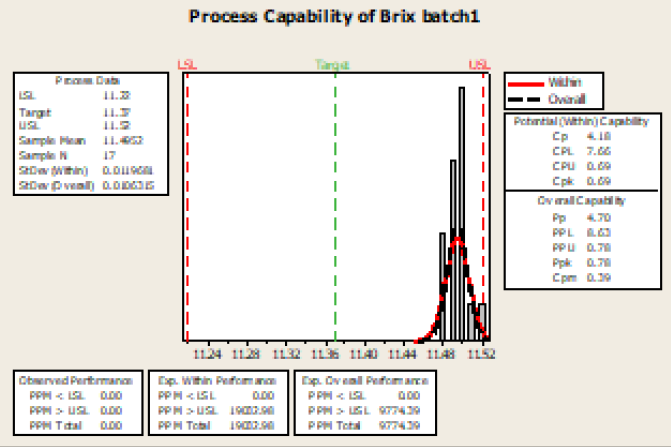 Process Capability of Brix batch1
LSL
Target
USL
Process Data
LSL 11.22
Target 11.37
USL 11.52
Sample Mean 11.4952
Sample N 17
StDev (Within) 0.0119681
StDev (Overall) 0.0106315
Within
Overall
Potential (Within) Capability
Cp 4.18
CPL 7.66
CPU 0.69
Cpk 0.69
Overall Capability
Pp 4.70
PPL 8.63
PPU 0.78
Ppk 0.78
Cpm 0.39
11.24 11.28 11.32 11.36 11.40 11.44 11.48 11.52
Observed Performance
PPM < LSL 0.00
PPM > USL 0.00
PPM Total 0.00
Exp. Within Performance
PPM < LSL 0.00
PPM > USL
PPM Total
Exp. Overall Performance
PPM < LSL 0.00
PPM > USL 9774.39
PPM Total 9774.39